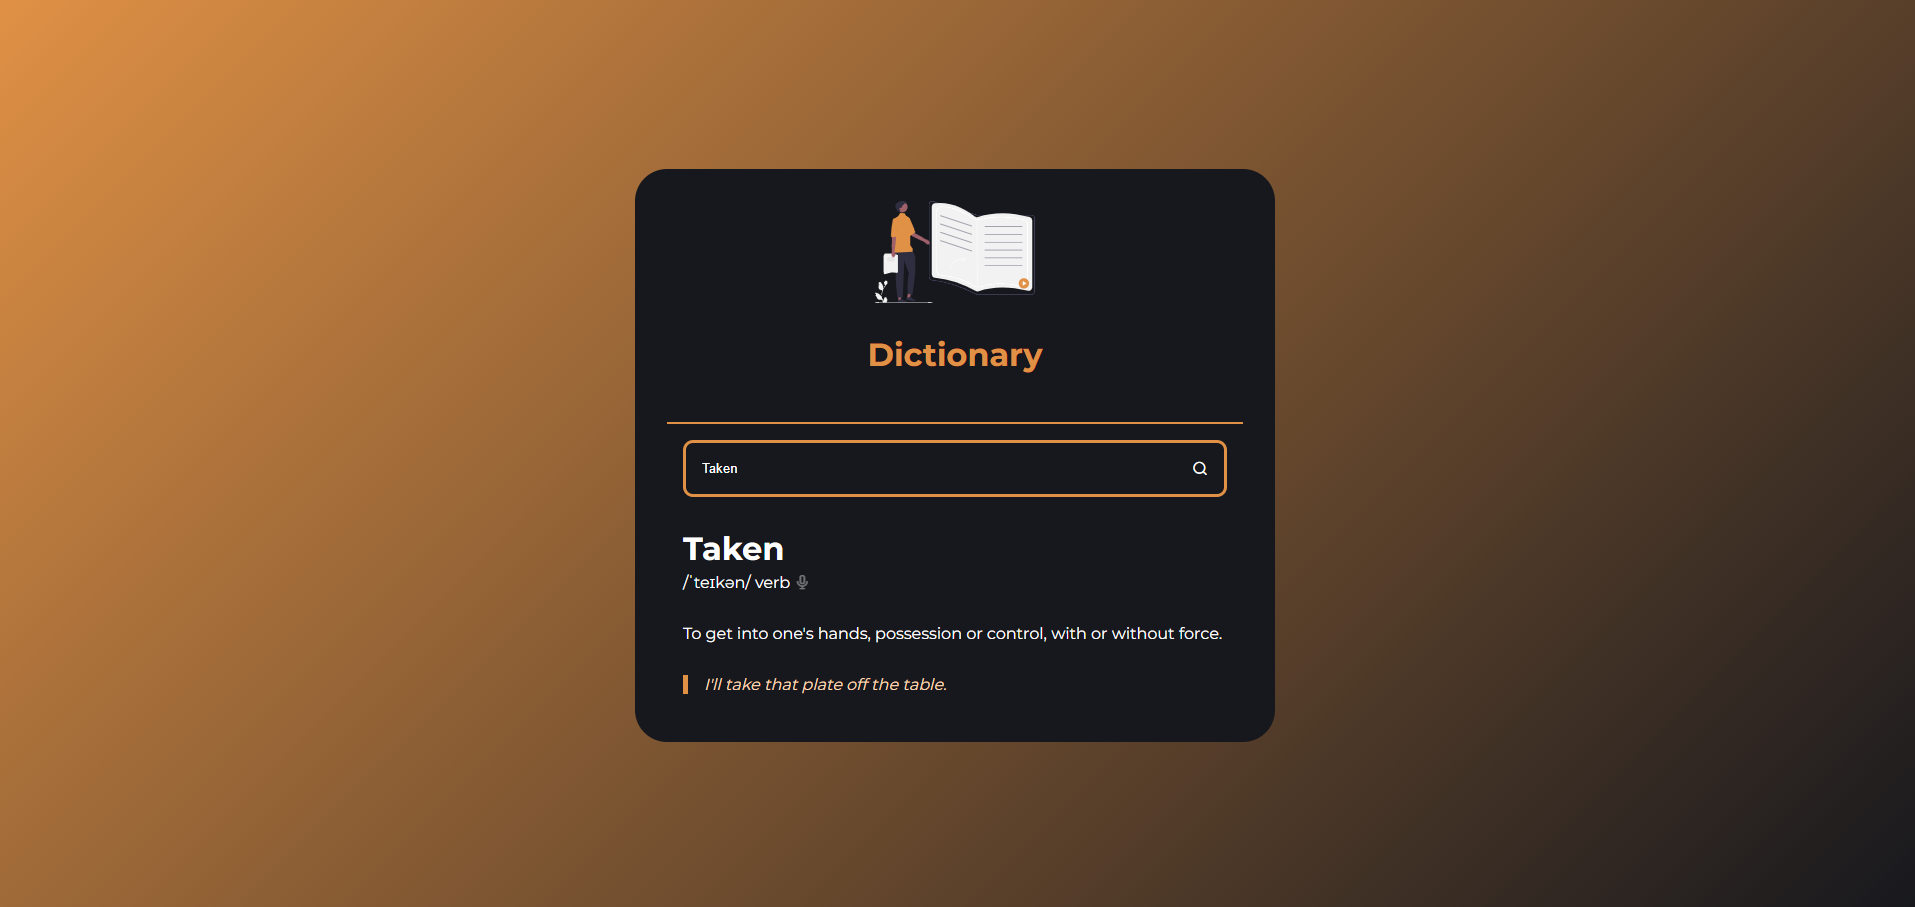 Dictionary
Taken
Taken
/ˈteɪkən/ verb
To get into one's hands, possession or control, with or without force.
I'll take that plate off the table.